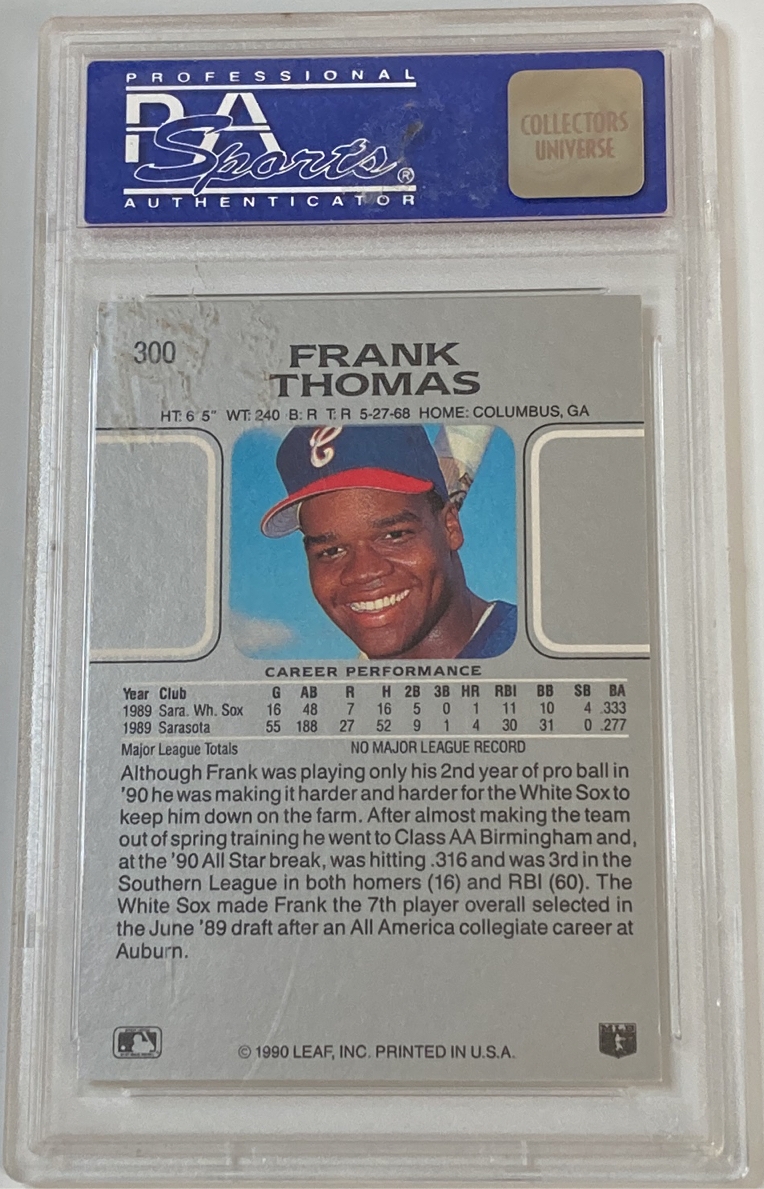 PROFESSIONAL
PSA
Sports®
AUTHENTICATOR
COLLECTORS
UNIVERSE
300
FRANK
THOMAS
HT: 6 5" WT: 240 B: R T: R 5-27-68 HOME: COLUMBUS, GA
C
CAREER PERFORMANCE
Year Club G AB R H 2B 3B HR RBI BB SB BA
1989 Sara. Wh. Sox 16 48 7 16 5 0 1 11 10 4 .333
1989 Sarasota 55 188 27 52 9 1 4 30 31 0 .277
Major League Totals NO MAJOR LEAGUE RECORD
Although Frank was playing only his 2nd year of pro ball in
'90 he was making it harder and harder for the White Sox to
keep him down on the farm. After almost making the team
out of spring training he went to Class AA Birmingham and,
at the '90 All Star break, was hitting .316 and was 3rd in the
Southern League in both homers (16) and RBI (60). The
White Sox made Frank the 7th player overall selected in
the June '89 draft after an All America collegiate career at
Auburn.
© 1990 LEAF, INC. PRINTED IN U.S.A.